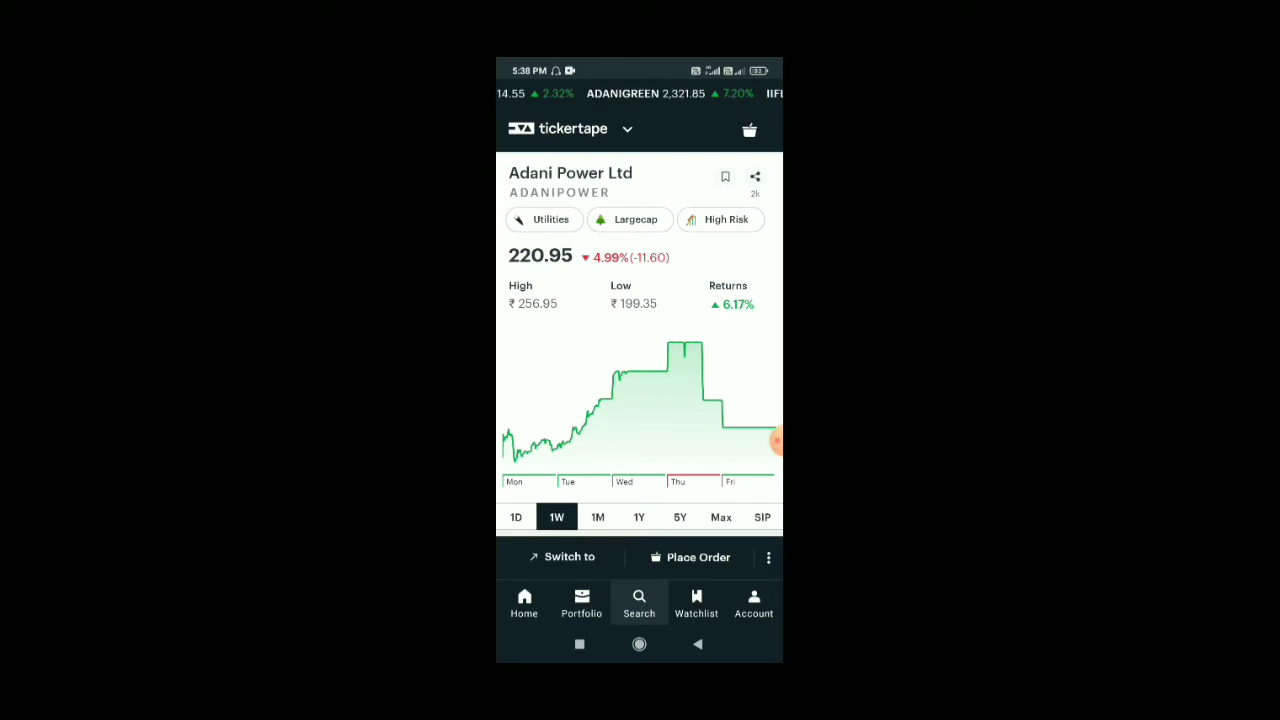 5:38 PM
14.55 ▲ 2.32% ADANIGREEN 2,321.85 ▲ 7.20%
tickertape
Adani Power Ltd
ADANIPOWER
2k
Utilities Largecap High Risk
220.95 ▼ 4.99% (-11.60)
High Low Returns
₹ 256.95 ₹ 199.35 ▲ 6.17%
Mon Tue Wed Thu Fri
1D 1W 1M 1Y 5Y Max SIP
Switch to Place Order
Home Portfolio Search Watchlist Account